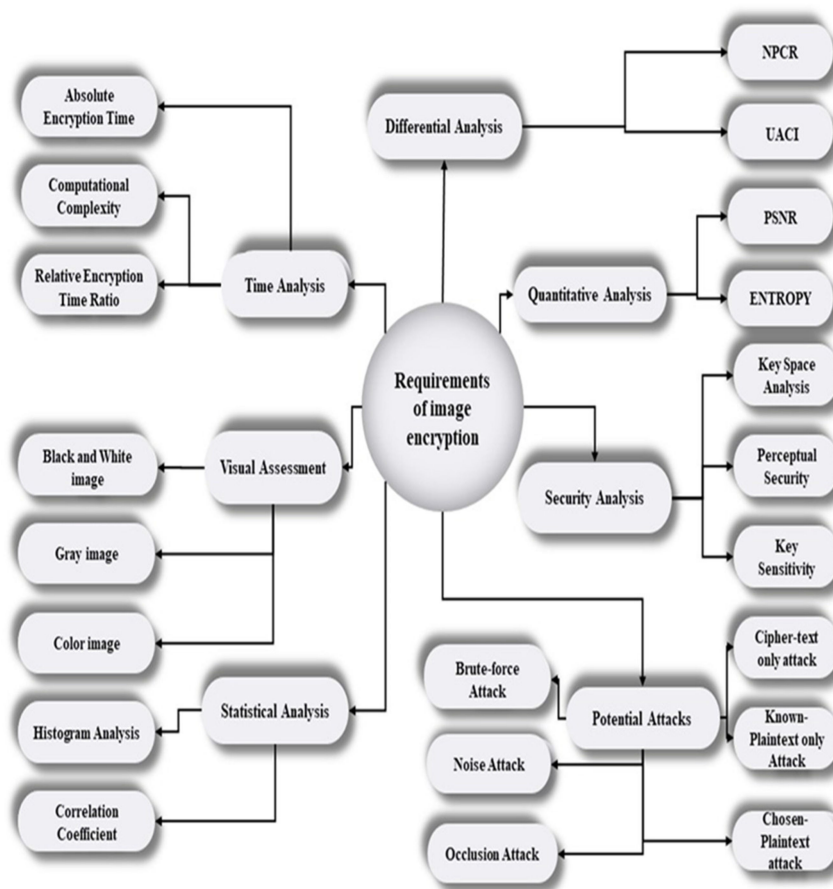 NPCR
Absolute
Encryption Time
Differential Analysis
UACI
Computational
Complexity
PSNR
Relative Encryption
Time Ratio
Time Analysis
Quantitative Analysis
ENTROPY
Requirements
of image
encryption
Key Space
Analysis
Black and White
image
Visual Assessment
Perceptual
Security
Security Analysis
Gray image
Key
Sensitivity
Color image
Cipher-text
only attack
Brute-force
Attack
Statistical Analysis
Potential Attacks
Histogram Analysis
Known-
Plaintext only
Attack
Noise Attack
Correlation
Coefficient
Chosen-
Plaintext
attack
Occlusion Attack